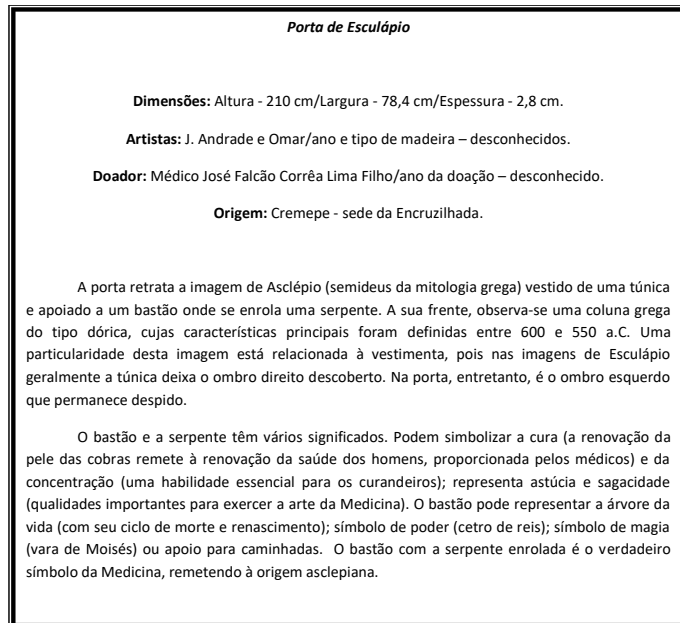 Porta de Esculápio
Dimensões: Altura - 210 cm/Largura - 78,4 cm/Espessura - 2,8 cm.
Artistas: J. Andrade e Omar/ano e tipo de madeira – desconhecidos.
Doador: Médico José Falcão Corrêa Lima Filho/ano da doação – desconhecido.
Origem: Cremepe - sede da Encruzilhada.
A porta retrata a imagem de Asclépio (semideus da mitologia grega) vestido de uma túnica
e apoiado a um bastão onde se enrola uma serpente. A sua frente, observa-se uma coluna grega
do tipo dórica, cujas características principais foram definidas entre 600 e 550 a.C. Uma
particularidade desta imagem está relacionada à vestimenta, pois nas imagens de Esculápio
geralmente a túnica deixa o ombro direito descoberto. Na porta, entretanto, é o ombro esquerdo
que permanece despido.
O bastão e a serpente têm vários significados. Podem simbolizar a cura (a renovação da
pele das cobras remete à renovação da saúde dos homens, proporcionada pelos médicos) e da
concentração (uma habilidade essencial para os curandeiros); representa astúcia e sagacidade
(qualidades importantes para exercer a arte da Medicina). O bastão pode representar a árvore da
vida (com seu ciclo de morte e renascimento); símbolo de poder (cetro de reis); símbolo de magia
(vara de Moisés) ou apoio para caminhadas. O bastão com a serpente enrolada é o verdadeiro
símbolo da Medicina, remetendo à origem asclepiana.